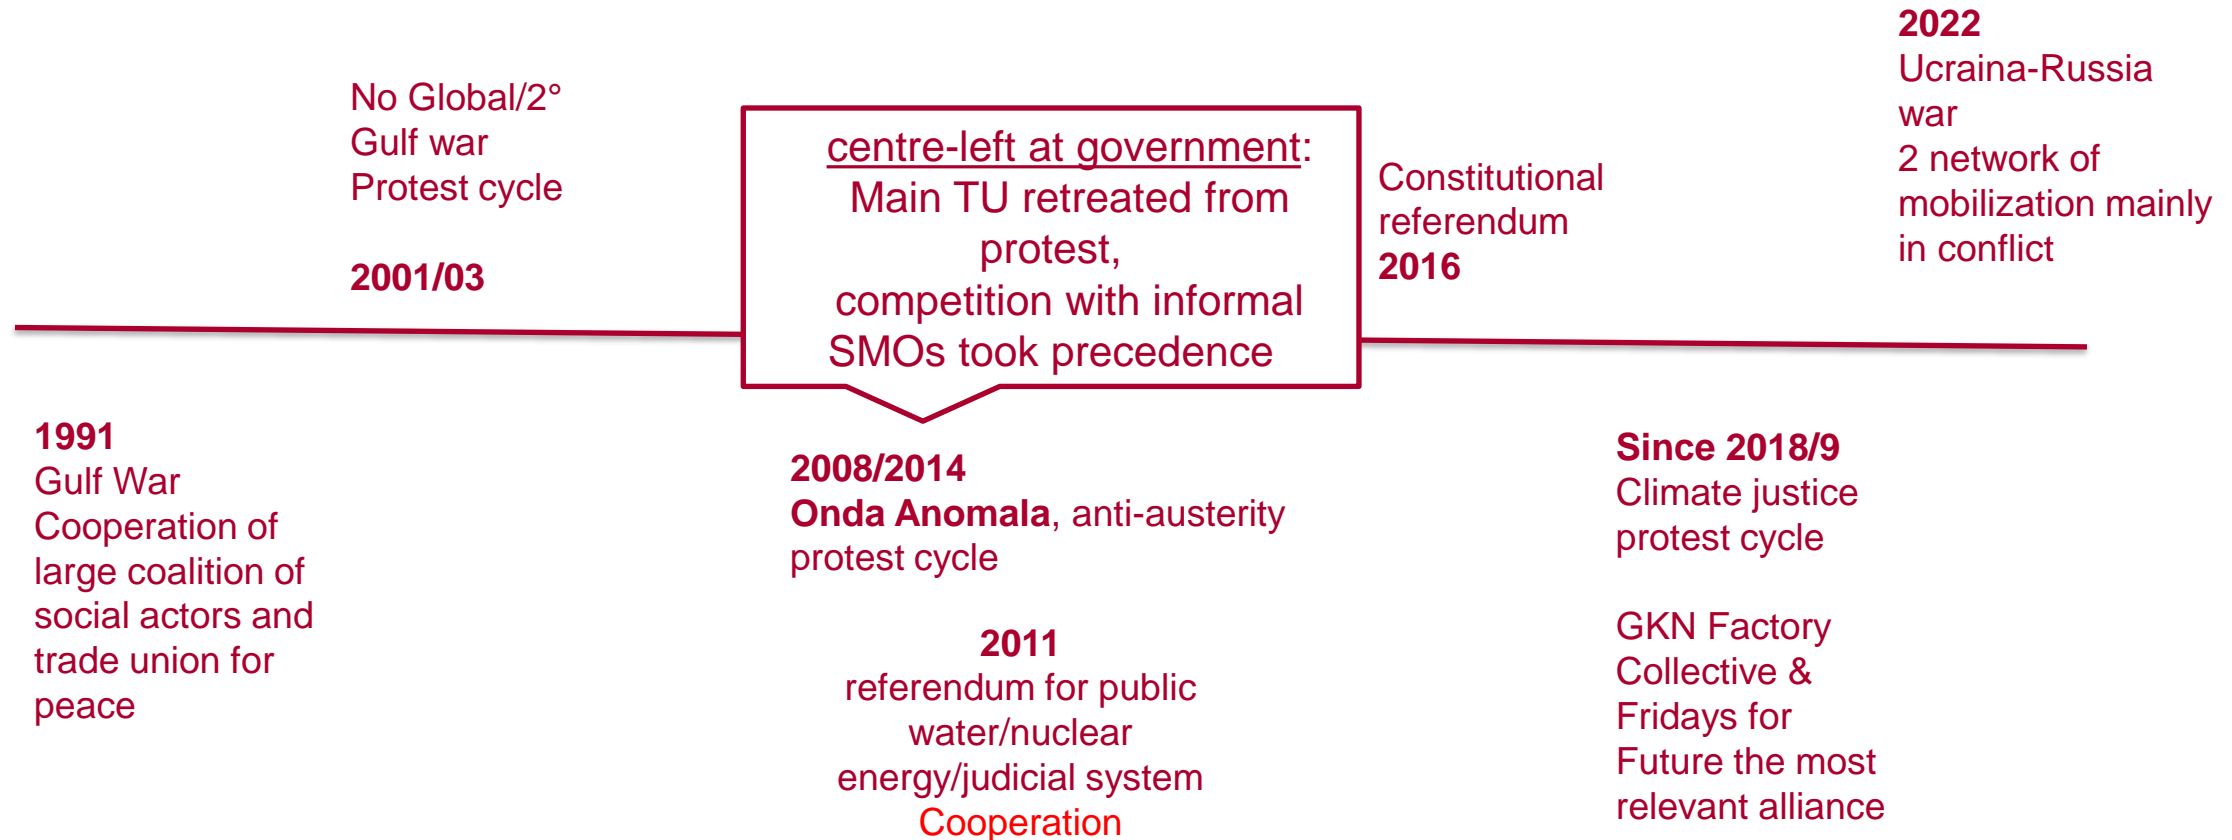 1991
Gulf War
Cooperation of
large coalition of
social actors and
trade union for
peace
No Global/2°
Gulf war
Protest cycle
2001/03
centre-left at government:
Main TU retreated from
protest,
competition with informal
SMOs took precedence
2008/2014
Onda Anomala, anti-austerity
protest cycle
2011
referendum for public
water/nuclear
energy/judicial system
Cooperation
Constitutional
referendum
2016
Since 2018/9
Climate justice
protest cycle
GKN Factory
Collective &
Fridays for
Future the most
relevant alliance
2022
Ucraina-Russia
war
2 network of
mobilization mainly
in conflict